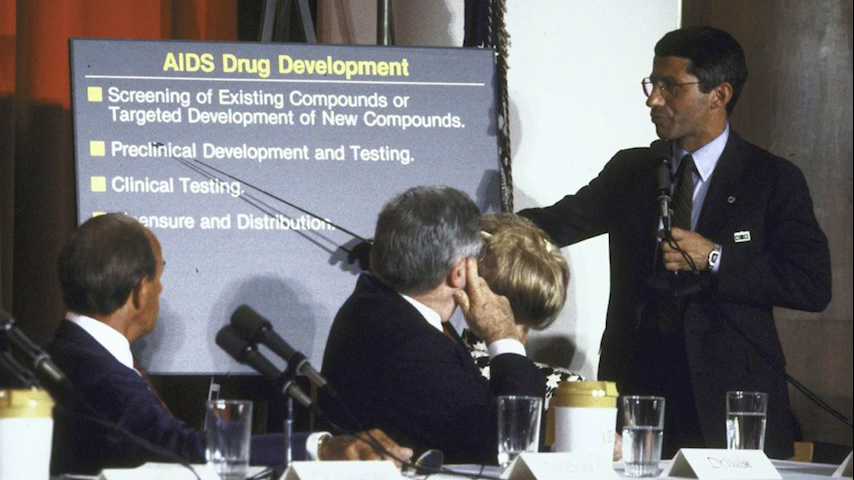 AIDS Drug Development
Screening of Existing Compounds or
Targeted Development of New Compounds.
Preclinical Development and Testing.
Clinical Testing.
and Distribution.